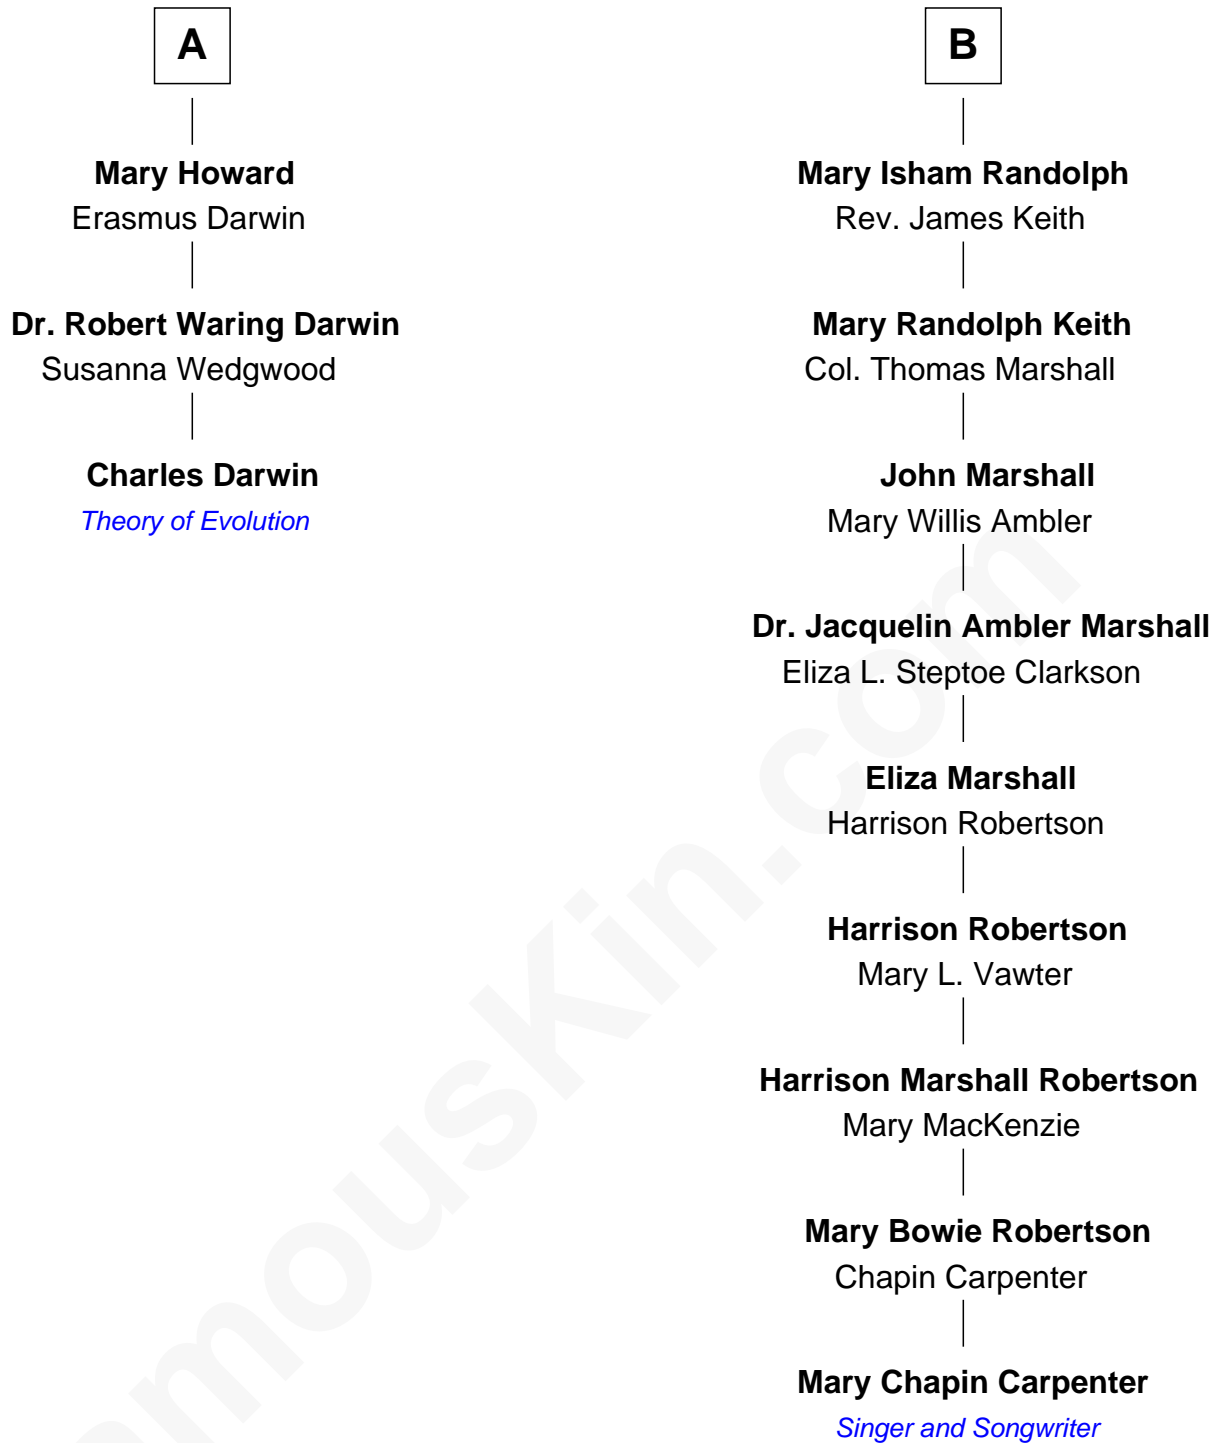 A
Mary Howard
Erasmus Darwin
Dr. Robert Waring Darwin
Susanna Wedgwood
Charles Darwin
Theory of Evolution
B
Mary Isham Randolph
Rev. James Keith
Mary Randolph Keith
Col. Thomas Marshall
John Marshall
Mary Willis Ambler
Dr. Jacquelin Ambler Marshall
Eliza L. Steptoe Clarkson
Eliza Marshall
Harrison Robertson
Harrison Robertson
Mary L. Vawter
Harrison Marshall Robertson
Mary MacKenzie
Mary Bowie Robertson
Chapin Carpenter
Mary Chapin Carpenter
Singer and Songwriter
amousKin.com